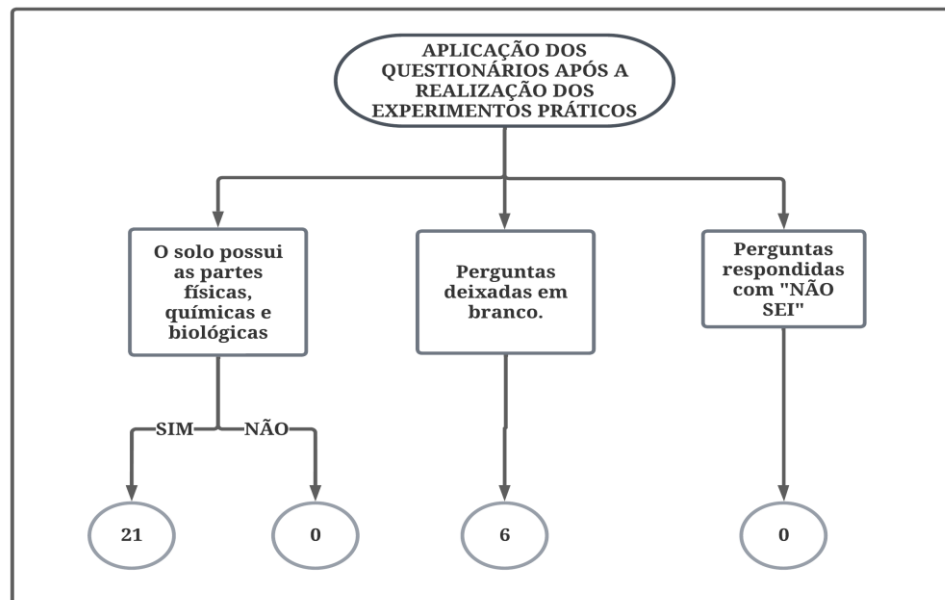 APLICAÇÃO DOS
QUESTIONÁRIOS APÓS A
REALIZAÇÃO DOS
EXPERIMENTOS PRÁTICOS
O solo possui
as partes
físicas,
químicas e
biológicas
Perguntas
deixadas em
branco.
Perguntas
respondidas
com "NÃO
SEI"
SIM
NÃO
21
0
6
0